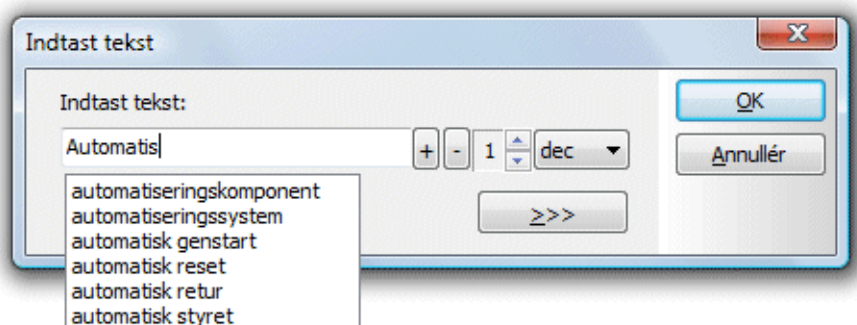 Indtast tekst
Indtast tekst:
Automatis + - 1 dec
OK
Annullér
>>>
automatiseringskomponent
automatiseringssystem
automatisk genstart
automatisk reset
automatisk retur
automatisk styret